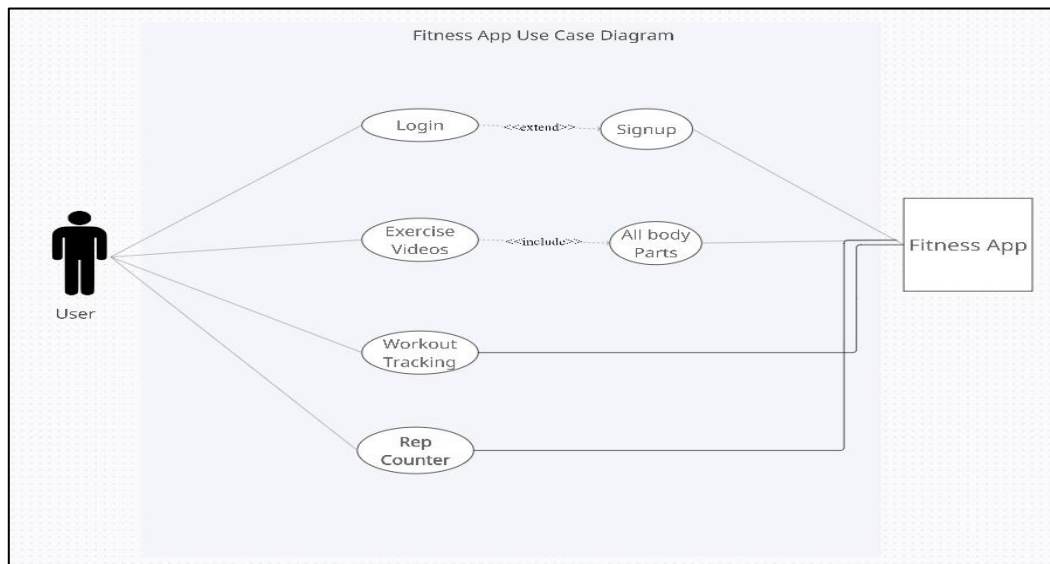 Fitness App Use Case Diagram
Login
<<extend>>
Signup
Exercise
Videos
<<include>>
All body
Parts
Fitness App
User
Workout
Tracking
Rep
Counter